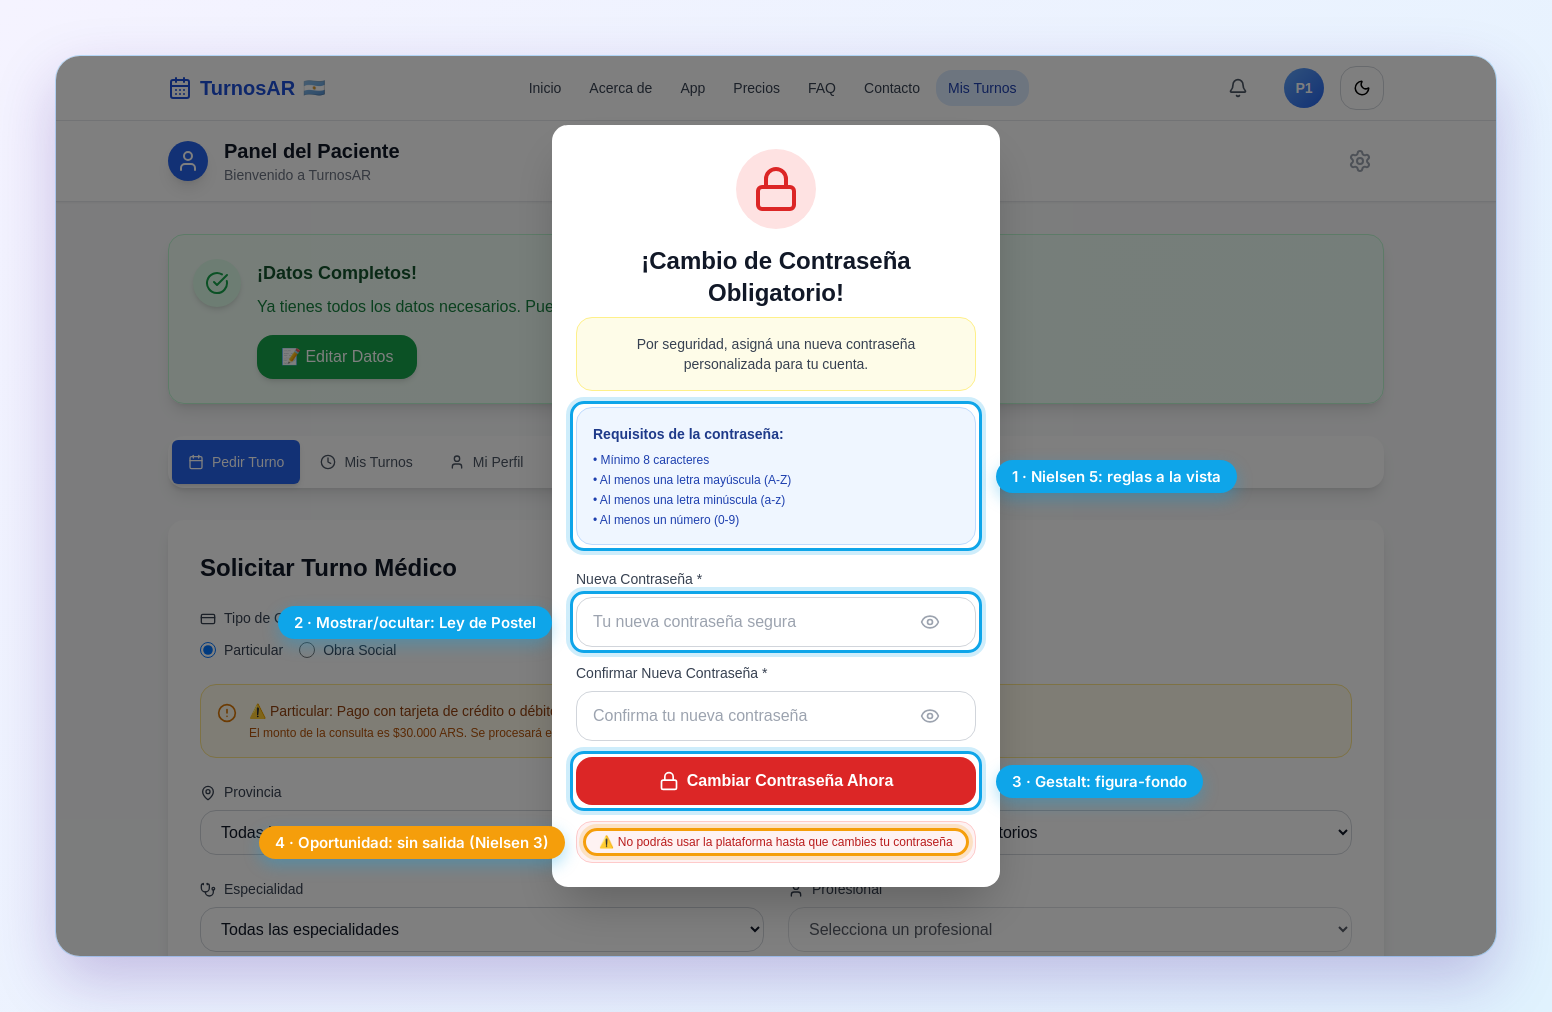 TurnosAR 🇦🇷
Inicio
Acerca de
App
Precios
FAQ
Contacto
Mis Turnos
P1
Panel del Paciente
Bienvenido a TurnosAR
¡Datos Completos!
Ya tienes todos los datos necesarios. Pue
📝 Editar Datos
Pedir Turno
Mis Turnos
Mi Perfil
Solicitar Turno Médico
Tipo de
Particular
Obra Social
⚠️ Particular: Pago con tarjeta de crédito o débito
El monto de la consulta es $30.000 ARS. Se procesará e
Provincia
Todas
torios
Especialidad
Profesional
Todas las especialidades
Selecciona un profesional
¡Cambio de Contraseña
Obligatorio!
Por seguridad, asigná una nueva contraseña
personalizada para tu cuenta.
Requisitos de la contraseña:
• Mínimo 8 caracteres
• Al menos una letra mayúscula (A-Z)
• Al menos una letra minúscula (a-z)
• Al menos un número (0-9)
1 · Nielsen 5: reglas a la vista
Nueva Contraseña *
Tu nueva contraseña segura
2 · Mostrar/ocultar: Ley de Postel
Confirmar Nueva Contraseña *
Confirma tu nueva contraseña
Cambiar Contraseña Ahora
3 · Gestalt: figura-fondo
⚠️ No podrás usar la plataforma hasta que cambies tu contraseña
4 · Oportunidad: sin salida (Nielsen 3)